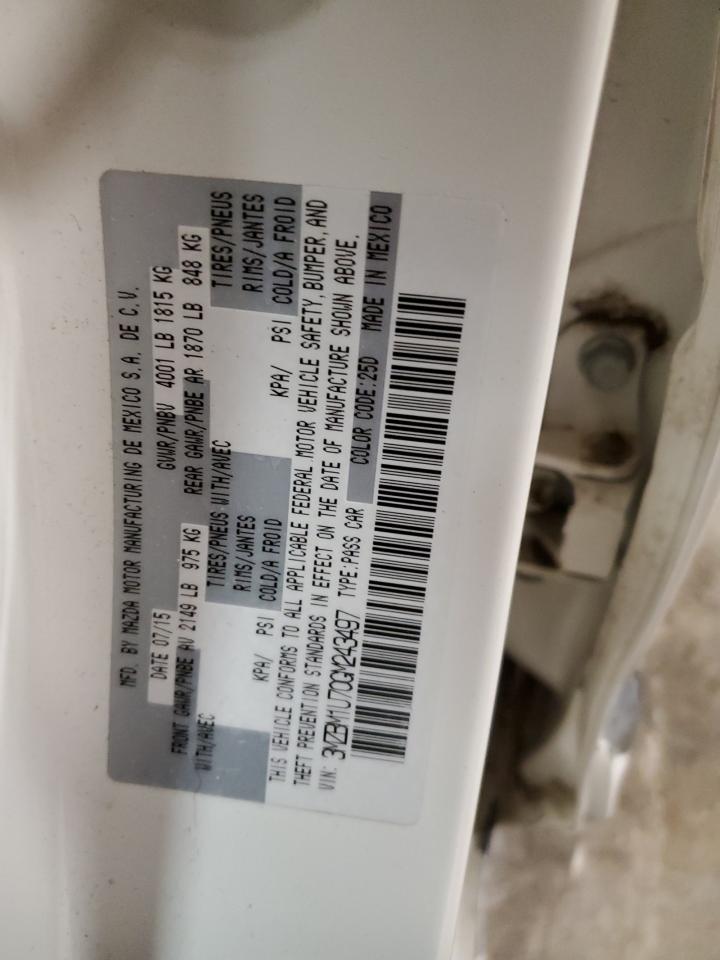 MFD. BY MAZDA MOTOR MANUFACTURING DE MEXICO S.A. DE C.V.
DATE 07/15 GVWR/PNBV 4001 LB 1815 KG
FRONT GAWR/PNBE AV 2149 LB 975 KG REAR GAWR/PNBE AR 1870 LB 848 KG
WITH/AVEC TIRES/PNEUS WITH/AVEC TIRES/PNEUS
RIMS/JANTES RIMS/JANTES
KPA/ PSI COLD/A FROID KPA/ PSI COLD/A FROID
THIS VEHICLE CONFORMS TO ALL APPLICABLE FEDERAL MOTOR VEHICLE SAFETY, BUMPER, AND
THEFT PREVENTION STANDARDS IN EFFECT ON THE DATE OF MANUFACTURE SHOWN ABOVE.
VIN: 3MZBM1U70GM243497 TYPE:PASS CAR COLOR CODE:25D MADE IN MEXICO